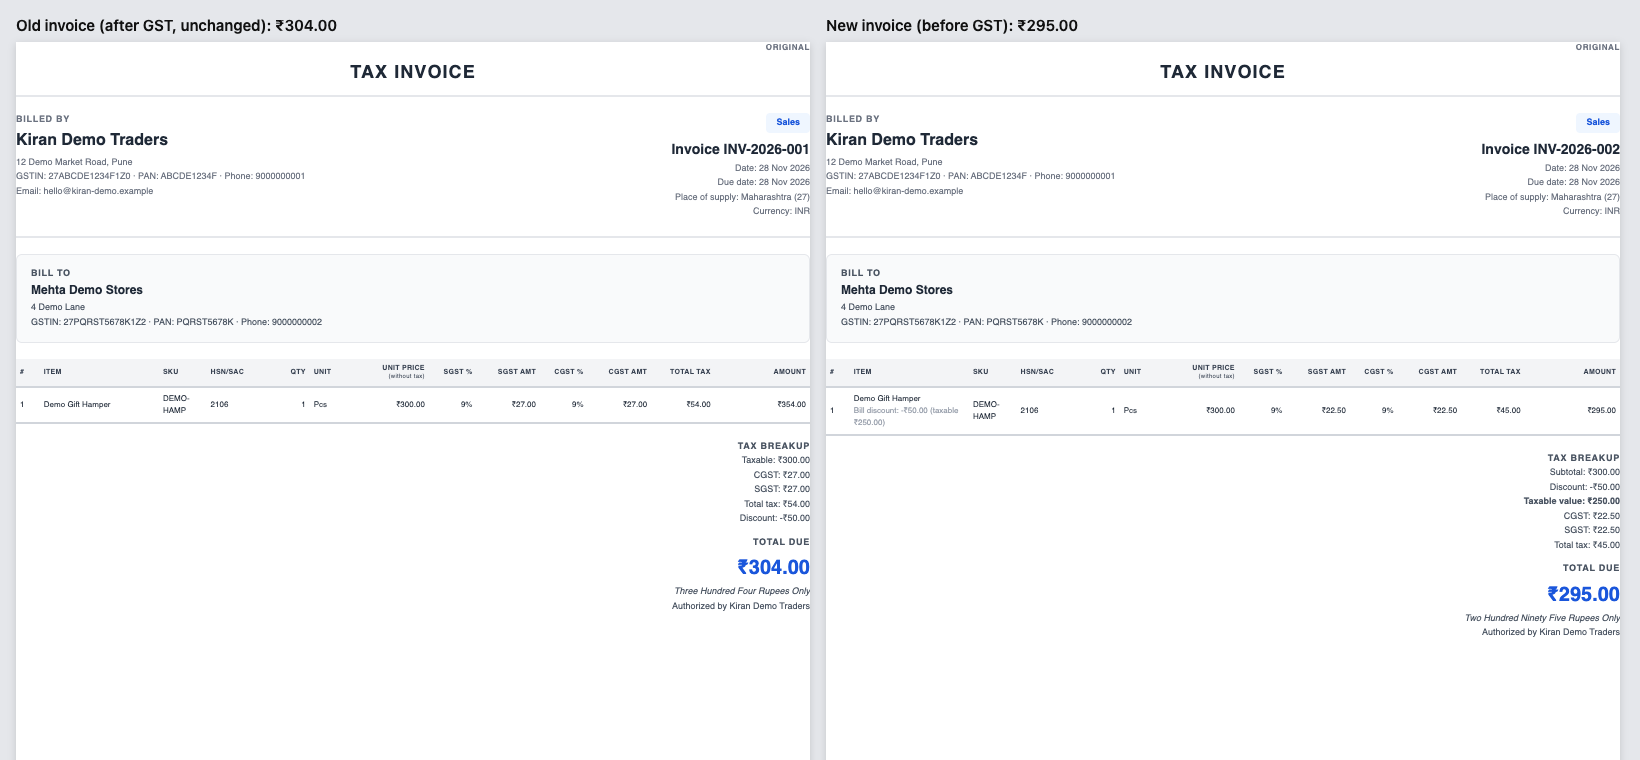 Old invoice (after GST, unchanged): ₹304.00
ORIGINAL
TAX INVOICE
BILLED BY
Kiran Demo Traders
12 Demo Market Road, Pune
GSTIN: 27ABCDE1234F1Z0 · PAN: ABCDE1234F · Phone: 9000000001
Email: hello@kiran-demo.example
Sales
Invoice INV-2026-001
Date: 28 Nov 2026
Due date: 28 Nov 2026
Place of supply: Maharashtra (27)
Currency: INR
BILL TO
Mehta Demo Stores
4 Demo Lane
GSTIN: 27PQRST5678K1Z2 · PAN: PQRST5678K · Phone: 9000000002
# ITEM SKU HSN/SAC QTY UNIT UNIT PRICE (without tax) SGST % SGST AMT CGST % CGST AMT TOTAL TAX AMOUNT
1 Demo Gift Hamper DEMO-HAMP 2106 1 Pcs ₹300.00 9% ₹27.00 9% ₹27.00 ₹54.00 ₹354.00
TAX BREAKUP
Taxable: ₹300.00
CGST: ₹27.00
SGST: ₹27.00
Total tax: ₹54.00
Discount: -₹50.00
TOTAL DUE
₹304.00
Three Hundred Four Rupees Only
Authorized by Kiran Demo Traders
New invoice (before GST): ₹295.00
ORIGINAL
TAX INVOICE
BILLED BY
Kiran Demo Traders
12 Demo Market Road, Pune
GSTIN: 27ABCDE1234F1Z0 · PAN: ABCDE1234F · Phone: 9000000001
Email: hello@kiran-demo.example
Sales
Invoice INV-2026-002
Date: 28 Nov 2026
Due date: 28 Nov 2026
Place of supply: Maharashtra (27)
Currency: INR
BILL TO
Mehta Demo Stores
4 Demo Lane
GSTIN: 27PQRST5678K1Z2 · PAN: PQRST5678K · Phone: 9000000002
# ITEM SKU HSN/SAC QTY UNIT UNIT PRICE (without tax) SGST % SGST AMT CGST % CGST AMT TOTAL TAX AMOUNT
1 Demo Gift Hamper Bill discount: -₹50.00 (taxable ₹250.00) DEMO-HAMP 2106 1 Pcs ₹300.00 9% ₹22.50 9% ₹22.50 ₹45.00 ₹295.00
TAX BREAKUP
Subtotal: ₹300.00
Discount: -₹50.00
Taxable value: ₹250.00
CGST: ₹22.50
SGST: ₹22.50
Total tax: ₹45.00
TOTAL DUE
₹295.00
Two Hundred Ninety Five Rupees Only
Authorized by Kiran Demo Traders